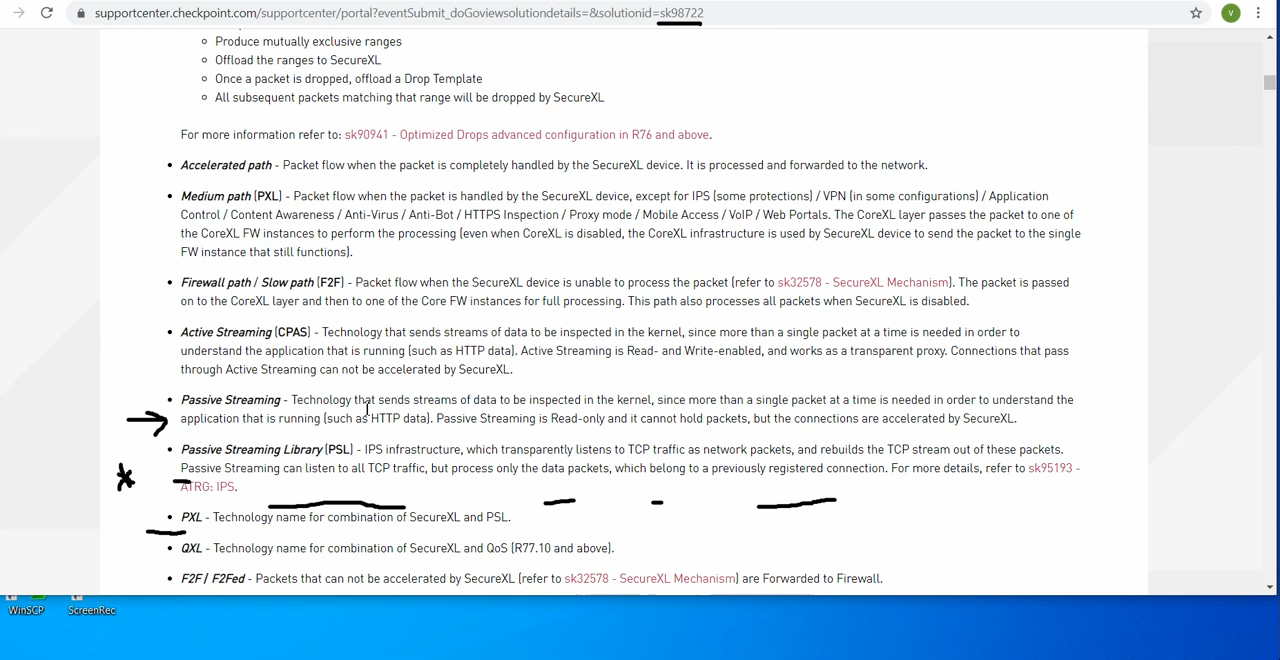 supportcenter.checkpoint.com/supportcenter/portal?eventSubmit_doGoviewsolutiondetails=&solutionid=sk98722
V
Produce mutually exclusive ranges
Offload the ranges to SecureXL
Once a packet is dropped, offload a Drop Template
All subsequent packets matching that range will be dropped by SecureXL
For more information refer to: sk90941 - Optimized Drops advanced configuration in R76 and above.
Accelerated path - Packet flow when the packet is completely handled by the SecureXL device. It is processed and forwarded to the network.
Medium path (PXL) - Packet flow when the packet is handled by the SecureXL device, except for IPS (some protections) / VPN (in some configurations) / Application
Control / Content Awareness / Anti-Virus / Anti-Bot / HTTPS Inspection / Proxy mode / Mobile Access / VoIP / Web Portals. The CoreXL layer passes the packet to one of
the CoreXL FW instances to perform the processing (even when CoreXL is disabled, the CoreXL infrastructure is used by SecureXL device to send the packet to the single
FW instance that still functions).
Firewall path / Slow path (F2F) - Packet flow when the SecureXL device is unable to process the packet (refer to sk32578 - SecureXL Mechanism). The packet is passed
on to the CoreXL layer and then to one of the Core FW instances for full processing. This path also processes all packets when SecureXL is disabled.
Active Streaming (CPAS) - Technology that sends streams of data to be inspected in the kernel, since more than a single packet at a time is needed in order to
understand the application that is running (such as HTTP data). Active Streaming is Read- and Write-enabled, and works as a transparent proxy. Connections that pass
through Active Streaming can not be accelerated by SecureXL.
Passive Streaming - Technology that sends streams of data to be inspected in the kernel, since more than a single packet at a time is needed in order to understand the
application that is running (such as HTTP data). Passive Streaming is Read-only and it cannot hold packets, but the connections are accelerated by SecureXL.
Passive Streaming Library (PSL) - IPS infrastructure, which transparently listens to TCP traffic as network packets, and rebuilds the TCP stream out of these packets.
Passive Streaming can listen to all TCP traffic, but process only the data packets, which belong to a previously registered connection. For more details, refer to sk95193 -
ATRG: IPS.
PXL - Technology name for combination of SecureXL and PSL.
QXL - Technology name for combination of SecureXL and QoS (R77.10 and above).
F2F / F2Fed - Packets that can not be accelerated by SecureXL (refer to sk32578 - SecureXL Mechanism) are Forwarded to Firewall.
WinSCP ScreenRec